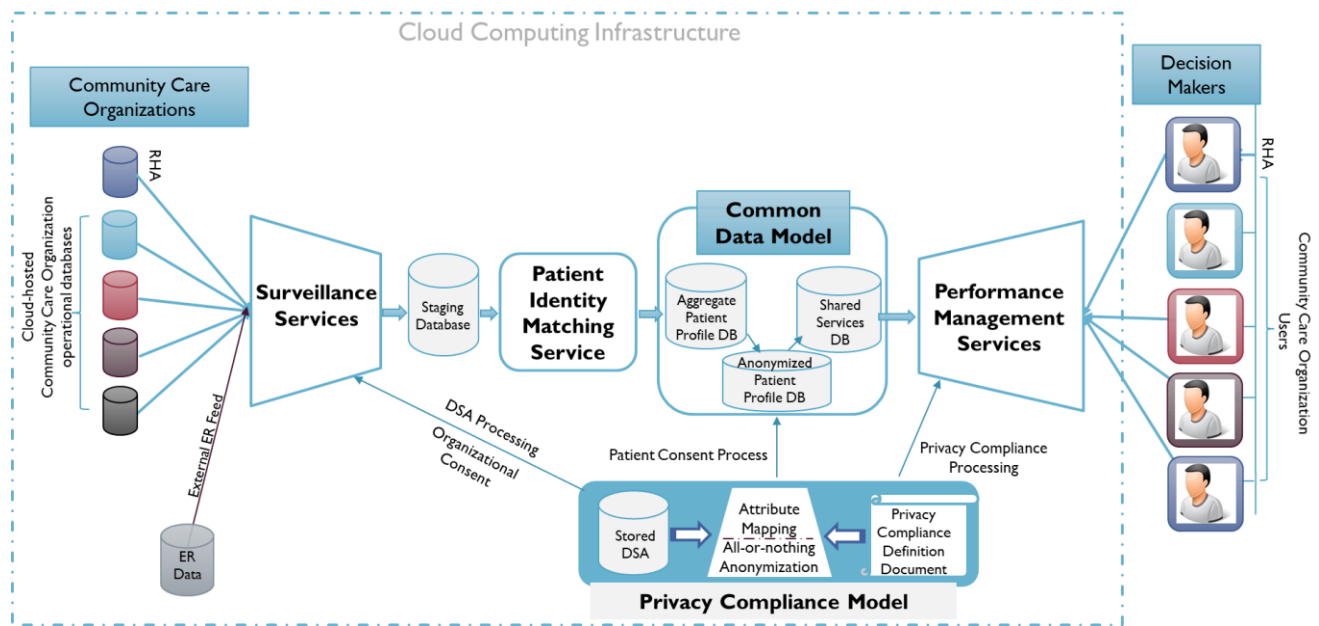 Cloud Computing Infrastructure
Community Care
Organizations
RHA
Cloud-hosted
Community Care Organization
operational databases
Surveillance
Services
Staging
Database
Patient
Identity
Matching
Service
Common
Data Model
Aggregate
Patient
Profile DB
Shared
Services
DB
Anonymized
Patient
Profile DB
Performance
Management
Services
Decision
Makers
RHA
Community Care Organization
Users
External ER Feed
ER
Data
DSA Processing
Organizational
Consent
Patient Consent Process
Privacy Compliance
Processing
Stored
DSA
Attribute
Mapping
All-or-nothing
Anonymization
Privacy
Compliance
Definition
Document
Privacy Compliance Model